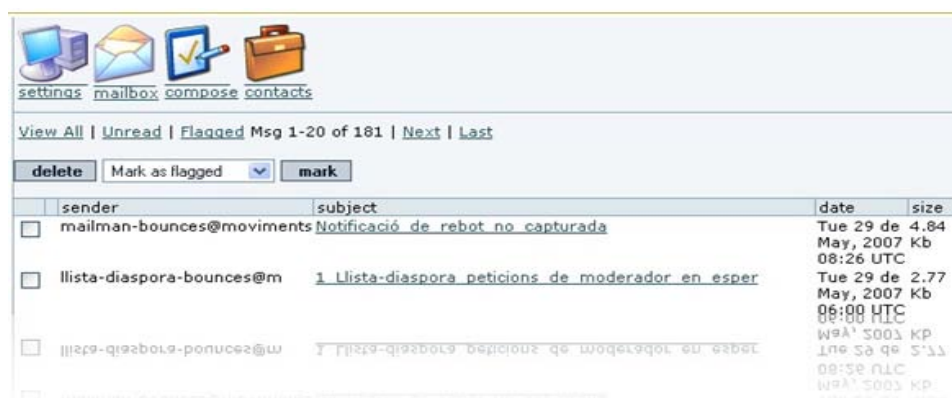 settings mailbox compose contacts
View All | Unread | Flagged Msg 1-20 of 181 | Next | Last
delete Mark as flagged mark
sender subject date size
mailman-bounces@moviments Notificació de rebot no capturada Tue 29 de 4.84
May, 2007 Kb
08:26 UTC
llista-diaspora-bounces@m 1 Llista-diaspora peticions de moderador en esper Tue 29 de 2.77
May, 2007 Kb
06:00 UTC